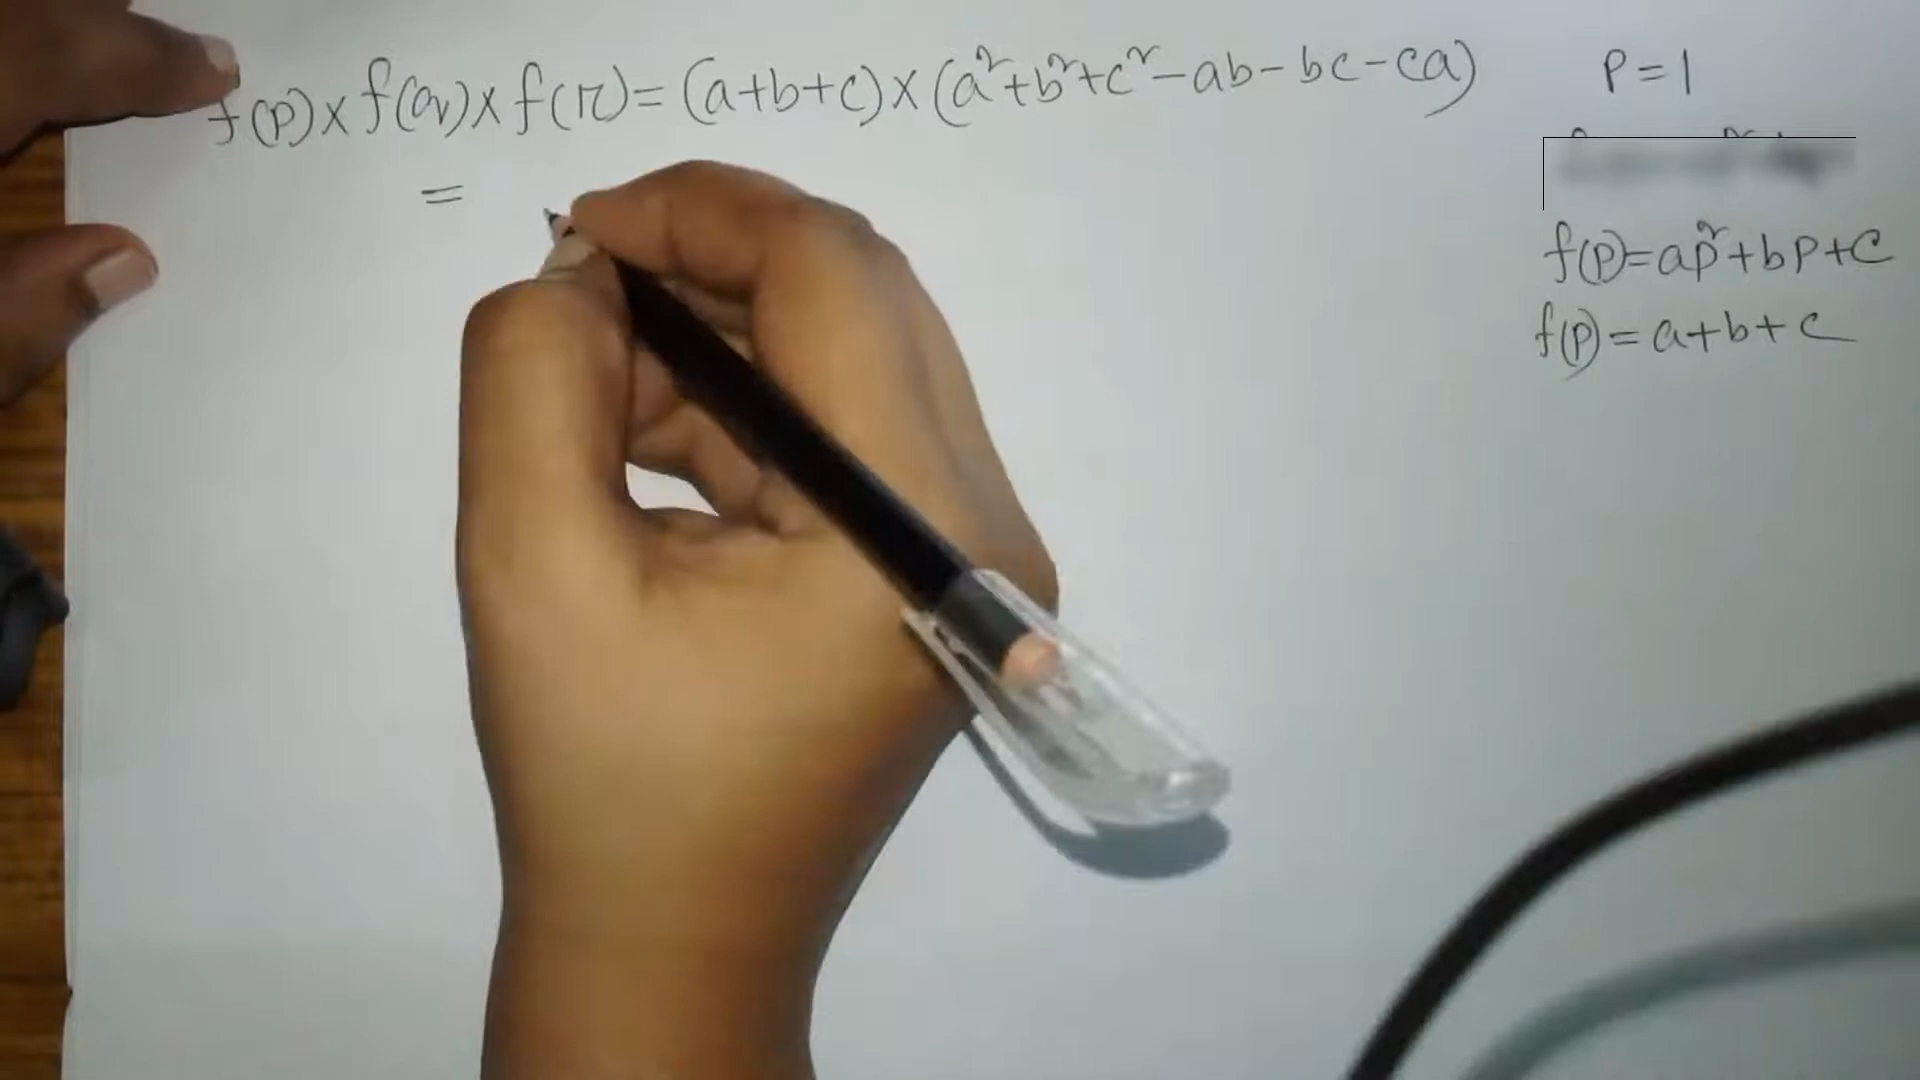 f(p)×f(q)×f(r)=(a+b+c)×(a²+b²+c²-ab-bc-ca)
=
P=1
f(p)=ap²+bp+c
f(p)=a+b+c